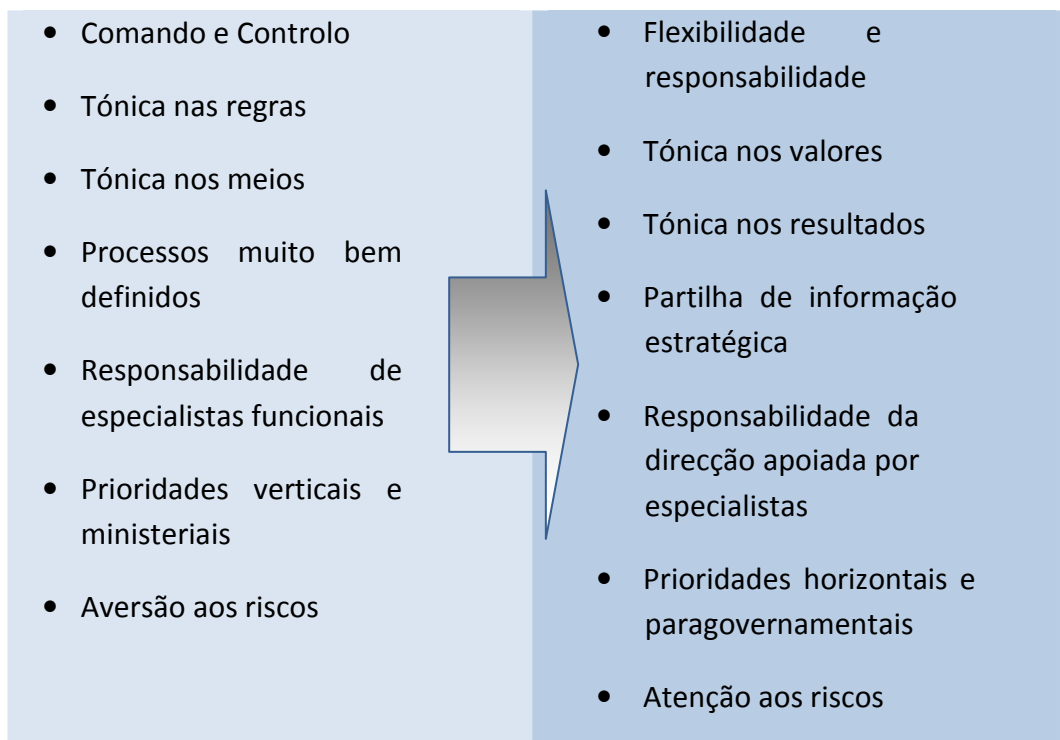 • Comando e Controlo
• Tónica nas regras
• Tónica nos meios
• Processos muito bem
definidos
• Responsabilidade de
especialistas funcionais
• Prioridades verticais e
ministeriais
• Aversão aos riscos
• Flexibilidade e
responsabilidade
• Tónica nos valores
• Tónica nos resultados
• Partilha de informação
estratégica
• Responsabilidade da
direcção apoiada por
especialistas
• Prioridades horizontais e
paragovernamentais
• Atenção aos riscos